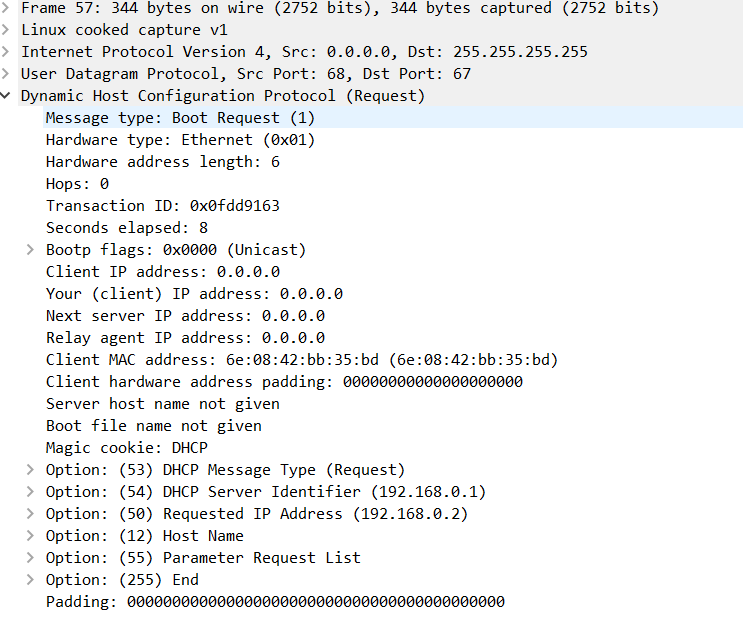 Frame 57: 344 bytes on wire (2752 bits), 344 bytes captured (2752 bits)
Linux cooked capture v1
Internet Protocol Version 4, Src: 0.0.0.0, Dst: 255.255.255.255
User Datagram Protocol, Src Port: 68, Dst Port: 67
Dynamic Host Configuration Protocol (Request)
Message type: Boot Request (1)
Hardware type: Ethernet (0x01)
Hardware address length: 6
Hops: 0
Transaction ID: 0x0fdd9163
Seconds elapsed: 8
Bootp flags: 0x0000 (Unicast)
Client IP address: 0.0.0.0
Your (client) IP address: 0.0.0.0
Next server IP address: 0.0.0.0
Relay agent IP address: 0.0.0.0
Client MAC address: 6e:08:42:bb:35:bd (6e:08:42:bb:35:bd)
Client hardware address padding: 00000000000000000000
Server host name not given
Boot file name not given
Magic cookie: DHCP
Option: (53) DHCP Message Type (Request)
Option: (54) DHCP Server Identifier (192.168.0.1)
Option: (50) Requested IP Address (192.168.0.2)
Option: (12) Host Name
Option: (55) Parameter Request List
Option: (255) End
Padding: 000000000000000000000000000000000000000000